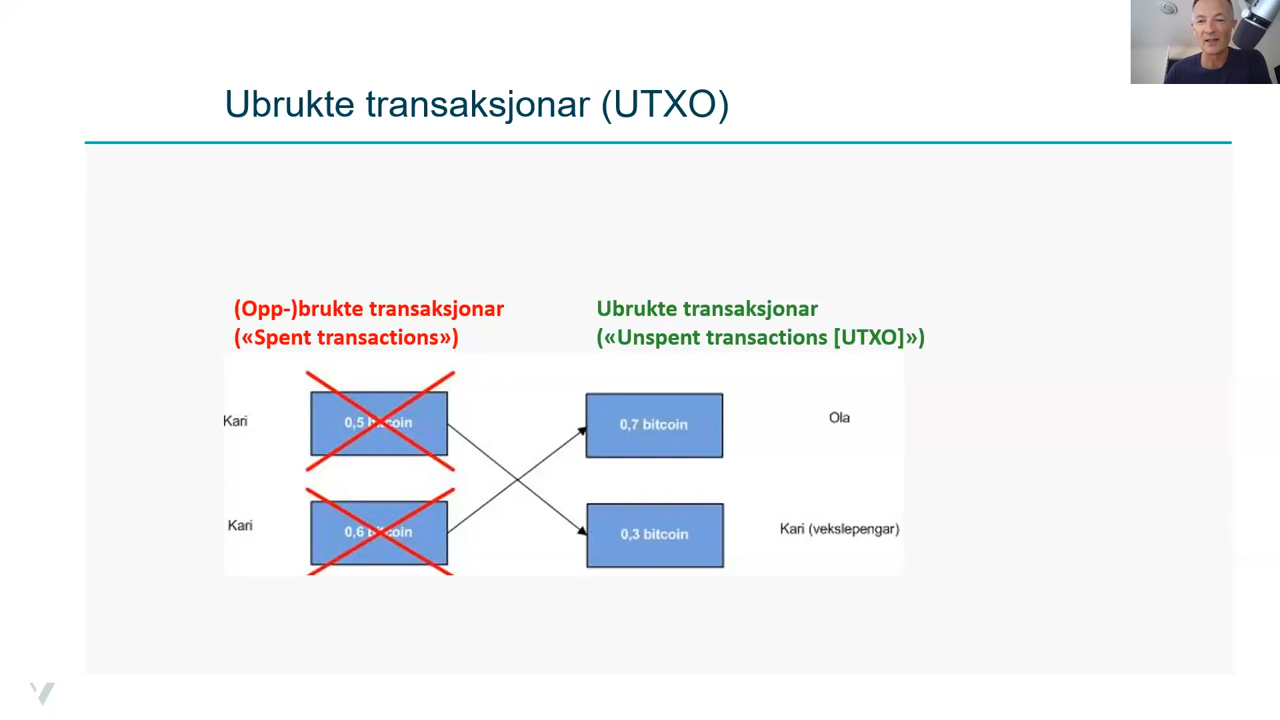 Ubrukte transaksjonar (UTXO)
(Opp-)brukte transaksjonar
(«Spent transactions»)
Ubrukte transaksjonar
(«Unspent transactions [UTXO]»)
Kari
0,5 bitcoin
0,7 bitcoin
Ola
Kari
0,6 bitcoin
0,3 bitcoin
Kari (vekslepengar)